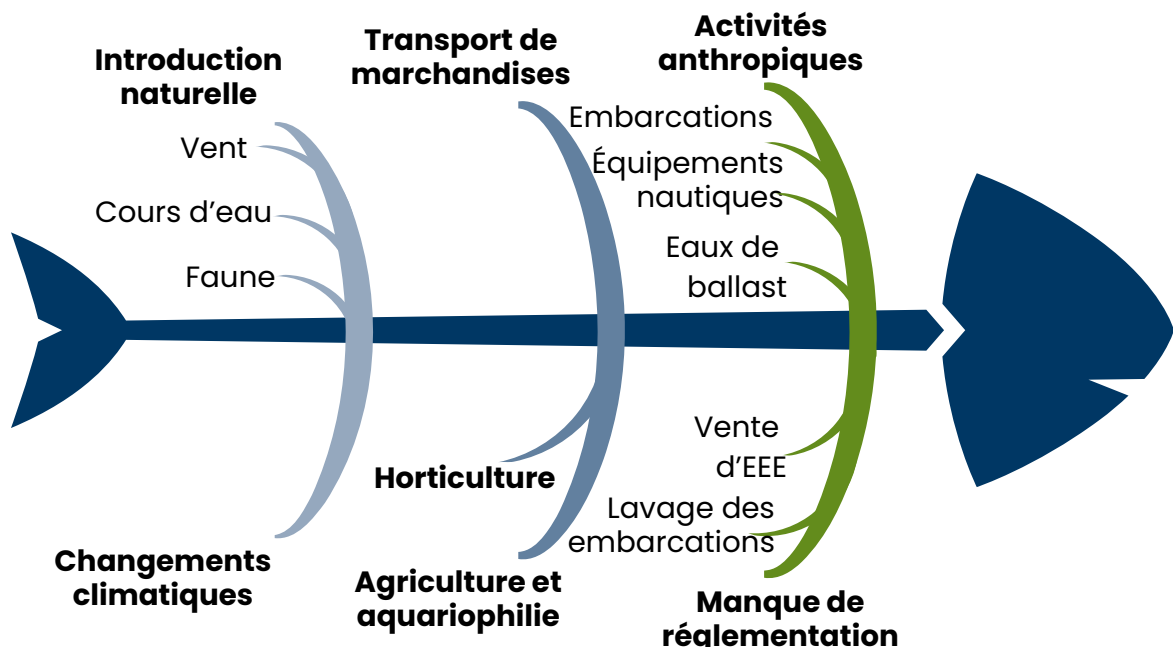 Introduction
naturelle
Vent
Cours d’eau
Faune
Transport de
marchandises
Activités
anthropiques
Embarcations
Équipements
nautiques
Eaux de
ballast
Changements
climatiques
Horticulture
Agriculture et
aquariophilie
Vente
d’EEE
Lavage des
embarcations
Manque de
réglementation